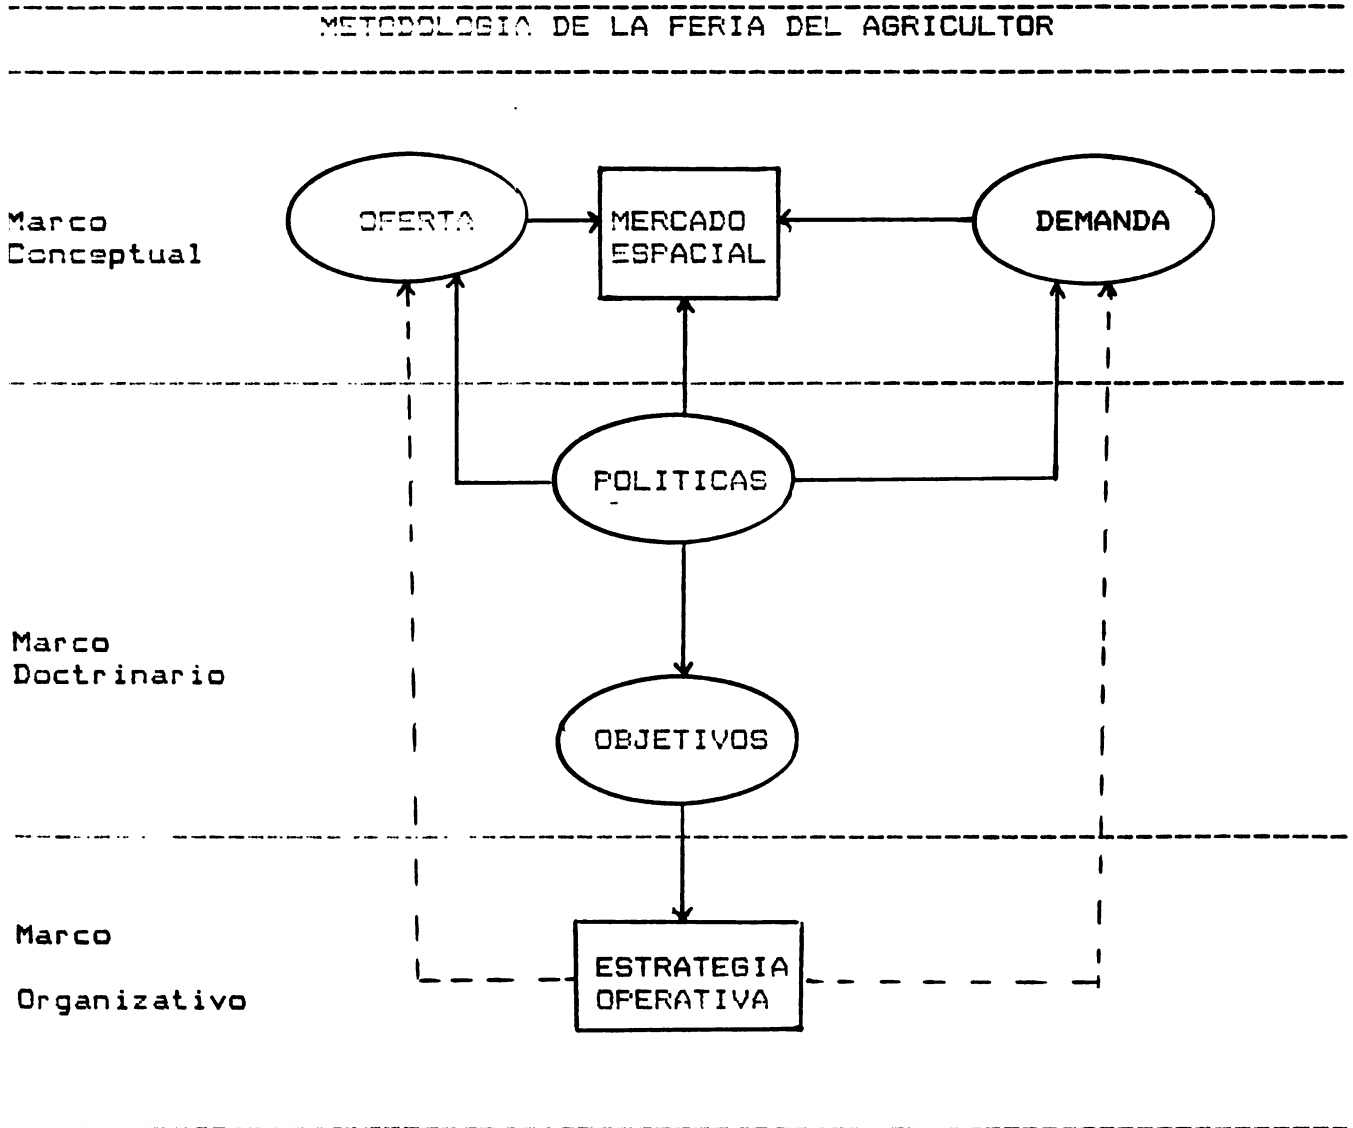 METODOLOGIA DE LA FERIA DEL AGRICULTOR
Marco
Conceptual
OFERTA
MERCADO
ESPACIAL
DEMANDA
POLITICAS
Marco
Doctrinario
OBJETIVOS
Marco
Organizativo
ESTRATEGIA
OPERATIVA